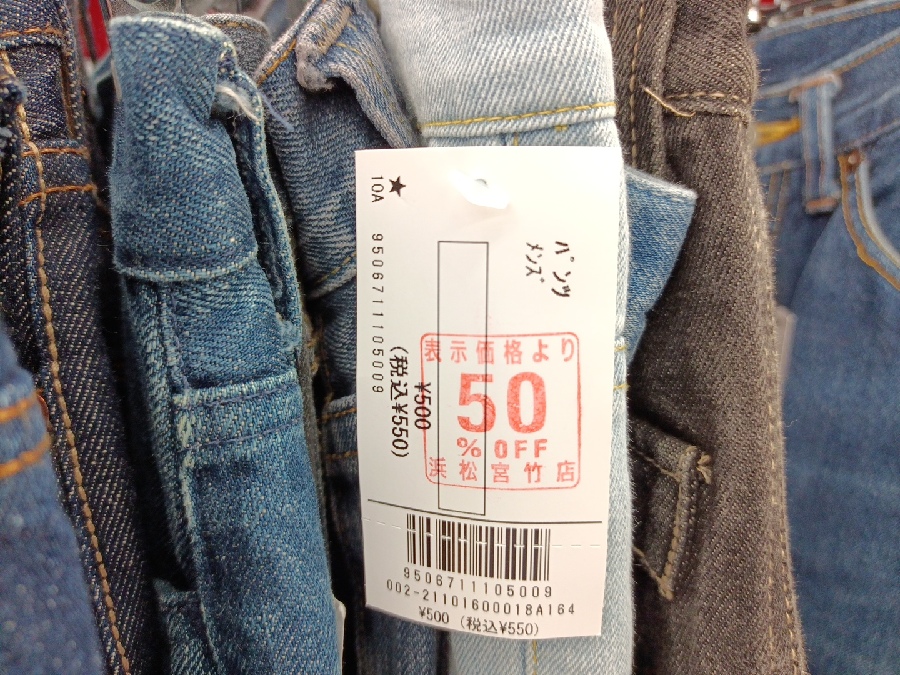 ★
10A
9506711105009
パンツ
メンズ
¥500
(税込¥550)
表示価格より
50
% OFF
浜松宮竹店
9506711105009
002-21101600018A164
¥500 (税込¥550)